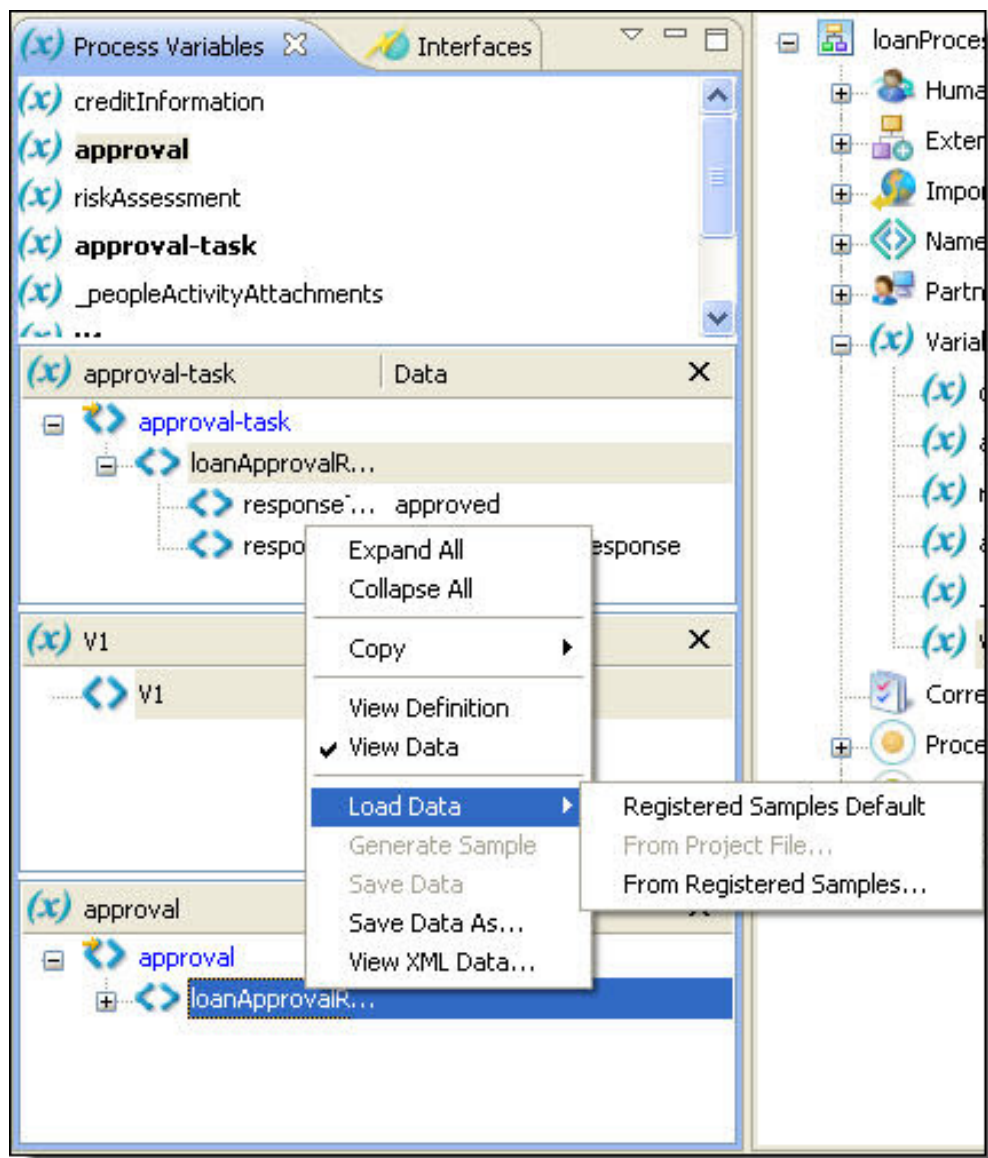 (x) Process Variables
Interfaces
(x) creditInformation
(x) approval
(x) riskAssessment
(x) approval-task
(x) _peopleActivityAttachments
(x) approval-task Data
approval-task
loanApprovalR...
response... approved
respo esponse
(x) V1
V1
(x) approval
approval
loanApprovalR...
Expand All
Collapse All
Copy
View Definition
View Data
Load Data
Generate Sample
Save Data
Save Data As...
View XML Data...
Registered Samples Default
From Project File...
From Registered Samples...
loanProces
Huma
Exter
Impor
Name
Partn
(x) Variab
(x)
(x) a
(x) r
(x) a
(x) _
(x) v
Corre
Proce